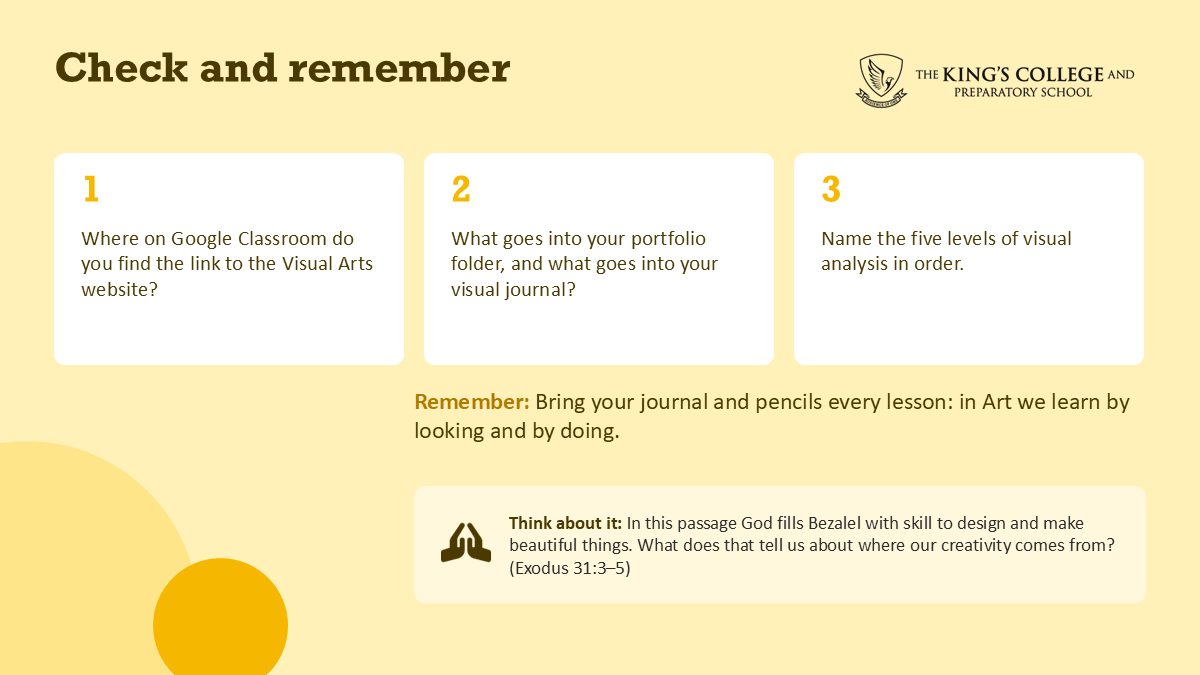 Check and remember
THE KING'S COLLEGE AND
PREPARATORY SCHOOL
1
Where on Google Classroom do
you find the link to the Visual Arts
website?
2
What goes into your portfolio
folder, and what goes into your
visual journal?
3
Name the five levels of visual
analysis in order.
Remember: Bring your journal and pencils every lesson: in Art we learn by
looking and by doing.
Think about it: In this passage God fills Bezalel with skill to design and make
beautiful things. What does that tell us about where our creativity comes from?
(Exodus 31:3–5)